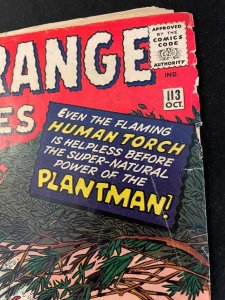 RANGE
ES
APPROVED
BY THE
COMICS
CODE
AUTHORITY
IND.
113
OCT.
EVEN THE FLAMING
HUMAN TORCH
IS HELPLESS BEFORE
THE SUPER-NATURAL
POWER OF THE
PLANTMAN!